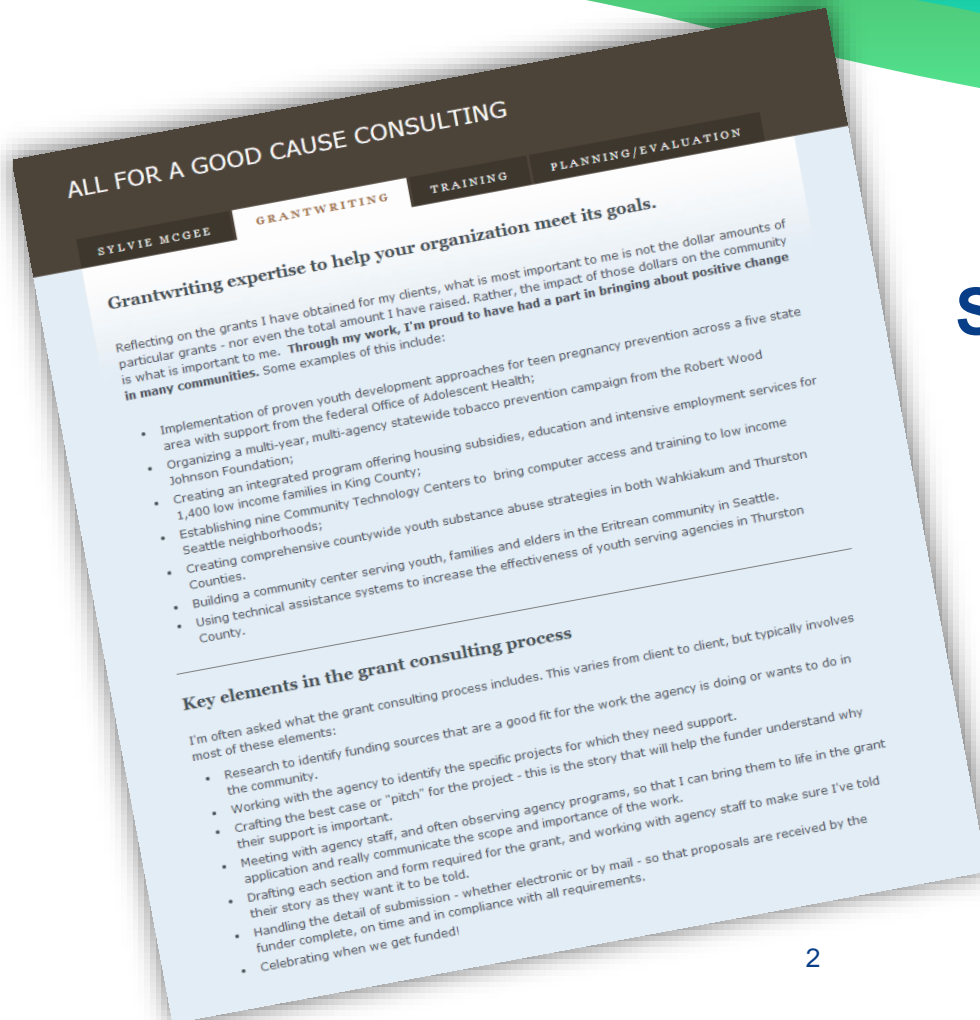 ALL FOR A GOOD CAUSE CONSULTING
SYLVIE MCGEE
GRANTWRITING
TRAINING
PLANNING/EVALUATION
Grantwriting expertise to help your organization meet its goals.
Reflecting on the grants I have obtained for my clients, what is most important to me is not the dollar amounts of
particular grants - nor even the total amount I have raised. Rather, the impact of those dollars on the community
is what is important to me. Through my work, I'm proud to have had a part in bringing about positive change
in many communities. Some examples of this include:
• Implementation of proven youth development approaches for teen pregnancy prevention across a five state
area with support from the federal Office of Adolescent Health;
• Organizing a multi-year, multi-agency statewide tobacco prevention campaign from the Robert Wood
Johnson Foundation;
• Creating an integrated program offering housing subsidies, education and intensive employment services for
1,400 low income families in King County;
• Establishing nine Community Technology Centers to bring computer access and training to low income
Seattle neighborhoods;
• Creating comprehensive countywide youth substance abuse strategies in both Wahkiakum and Thurston
Counties.
• Building a community center serving youth, families and elders in the Eritrean community in Seattle.
• Using technical assistance systems to increase the effectiveness of youth serving agencies in Thurston
County.
Key elements in the grant consulting process
I'm often asked what the grant consulting process includes. This varies from client to client, but typically involves
most of these elements:
• Research to identify funding sources that are a good fit for the work the agency is doing or wants to do in
the community.
• Working with the agency to identify the specific projects for which they need support.
• Crafting the best case or "pitch" for the project - this is the story that will help the funder understand why
their support is important.
• Meeting with agency staff, and often observing agency programs, so that I can bring them to life in the grant
application and really communicate the scope and importance of the work.
• Drafting each section and form required for the grant, and working with agency staff to make sure I've told
their story as they want it to be told.
• Handling the detail of submission - whether electronic or by mail - so that proposals are received by the
funder complete, on time and in compliance with all requirements.
• Celebrating when we get funded!
S
2